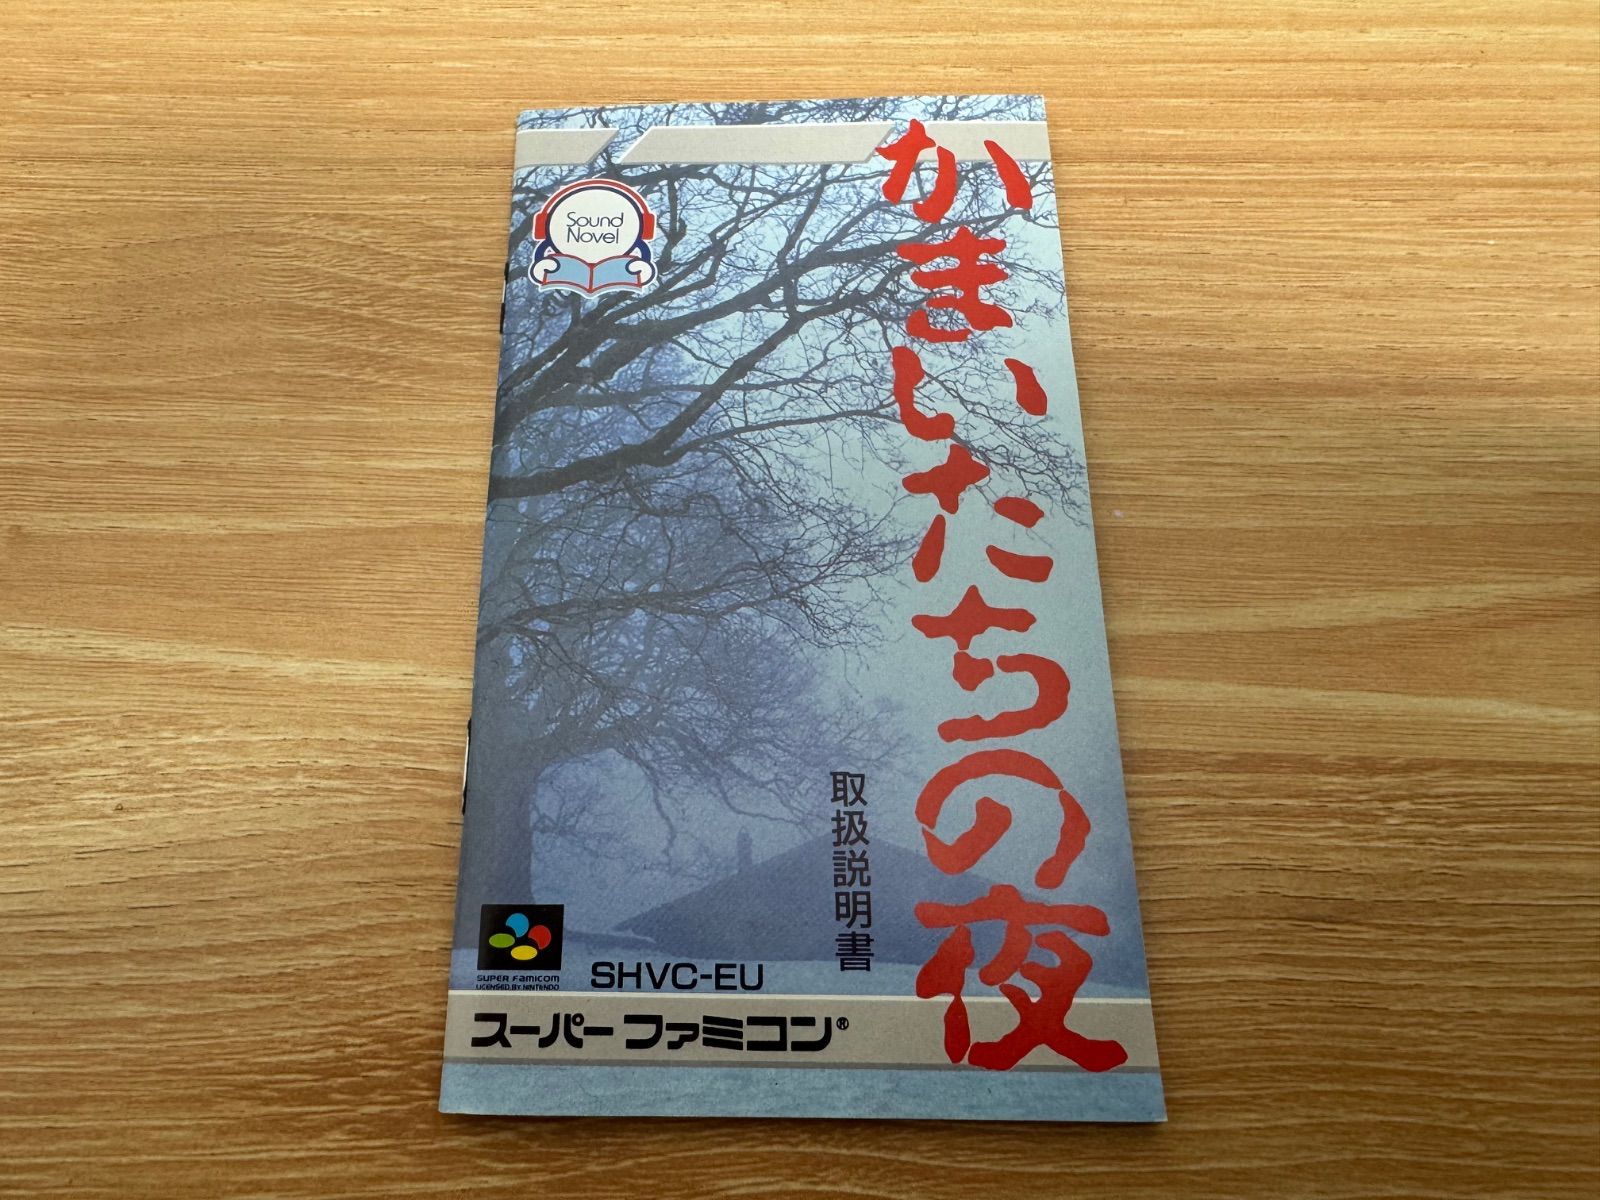 かまいたちの夜
Sound
Novel
取扱説明書
SUPER FAMICOM
LICENSED BY NINTENDO
SHVC-EU
スーパーファミコン®